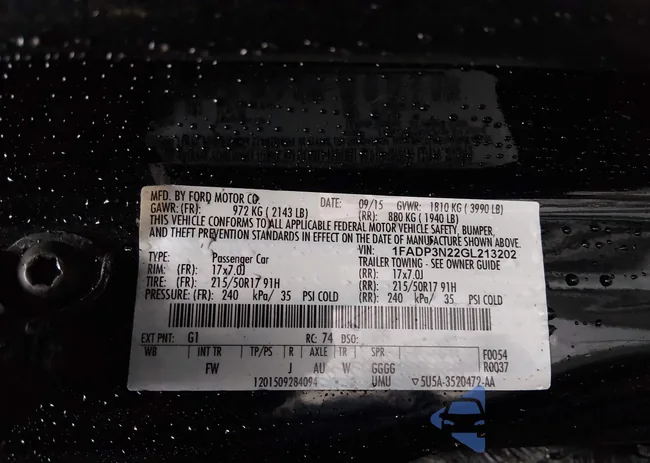 MFD. BY FORD MOTOR CO.
DATE: 09/15 GVWR: 1810 KG ( 3990 LB)
GAWR: (FR): 972 KG ( 2143 LB) (RR): 880 KG ( 1940 LB)
THIS VEHICLE CONFORMS TO ALL APPLICABLE FEDERAL MOTOR VEHICLE SAFETY, BUMPER,
AND THEFT PREVENTION STANDARDS IN EFFECT ON THE DATE OF MANUFACTURE SHOWN ABOVE.
VIN: 1FADP3N22GL213202
TYPE: Passenger Car TRAILER TOWING - SEE OWNER GUIDE
RIM: (FR) 17x7.0J (RR): 17x7.0J
TIRE: (FR) 215/50R17 91H (RR): 215/50R17 91H
PRESSURE: (FR) 240 kPa/ 35 PSI COLD (RR): 240 kPa/ 35 PSI COLD
EXT PNT: G1 RC: 74 DSO:
WB INT TR TP/PS R AXLE TR SPR F0054
FW J AU W GGGG R0037
1201509284094 UMU ▽5U5A-3520472-AA